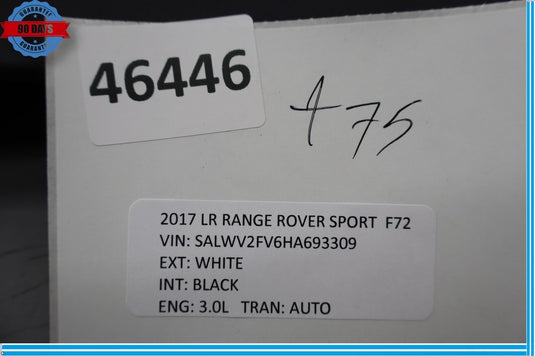 GUARANTEE
90 DAYS
GUARANTEE
46446
+75
2017 LR RANGE ROVER SPORT F72
VIN: SALWV2FV6HA693309
EXT: WHITE
INT: BLACK
ENG: 3.0L TRAN: AUTO